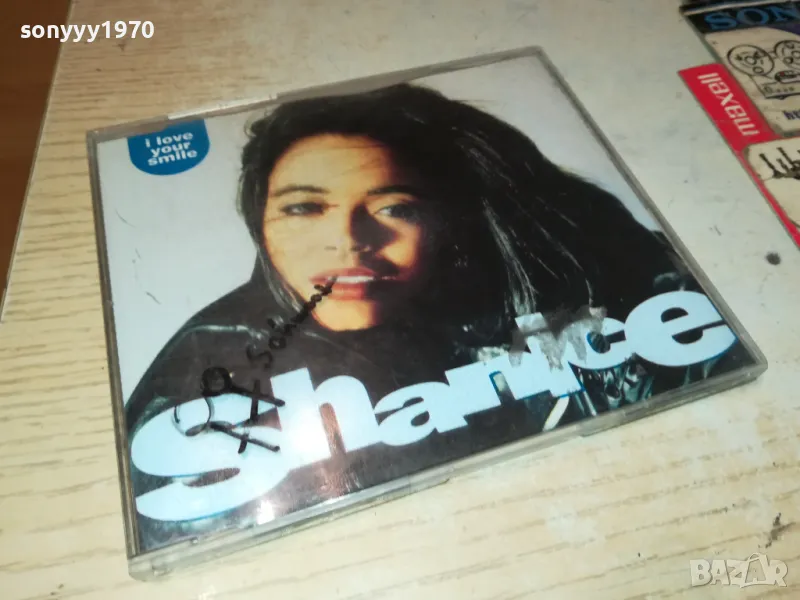 sonyyy1970
i love
your
smile
Shanice
SON
maxell
BAZAR